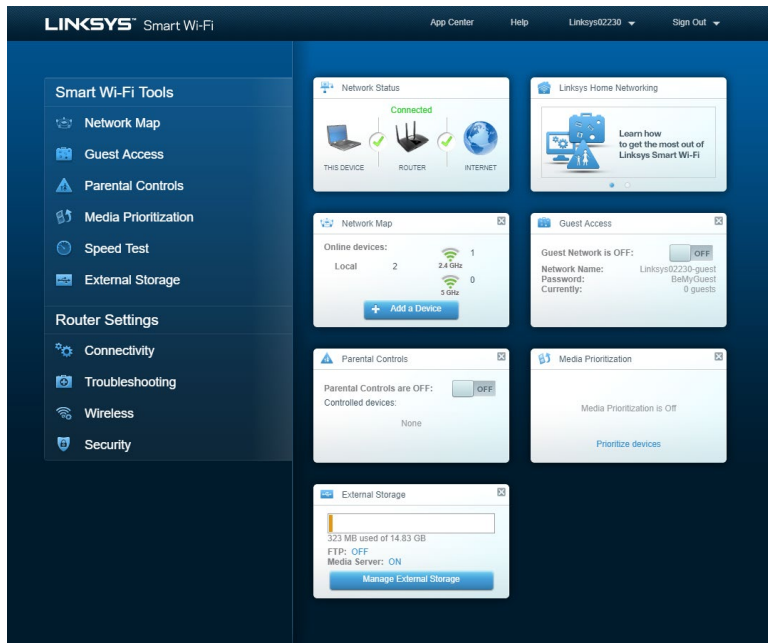 LINKSYS™ Smart Wi-Fi
App Center Help Linksys02230 Sign Out
Smart Wi-Fi Tools
Network Map
Guest Access
Parental Controls
Media Prioritization
Speed Test
External Storage
Router Settings
Connectivity
Troubleshooting
Wireless
Security
Network Status
Connected
THIS DEVICE ROUTER INTERNET
Linksys Home Networking
Learn how
to get the most out of
Linksys Smart Wi-Fi
Network Map
Online devices:
Local 2
1
2.4 GHz
0
5 GHz
+ Add a Device
Guest Access
Guest Network is OFF: OFF
Network Name: Linksys02230-guest
Password: BeMyGuest
Currently: 0 guests
Parental Controls
Parental Controls are OFF: OFF
Controlled devices:
None
Media Prioritization
Media Prioritization is Off
Prioritize devices
External Storage
323 MB used of 14.83 GB
FTP: OFF
Media Server: ON
Manage External Storage